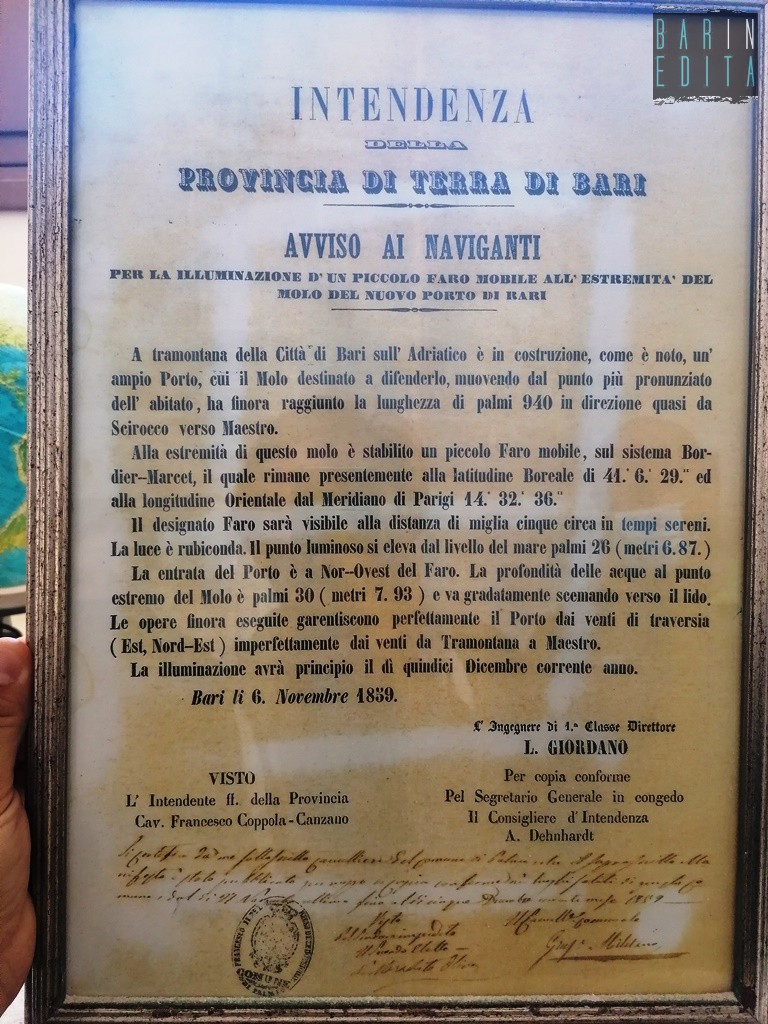 BARIN
EDITA
INTENDENZA
DELLA
PROVINCIA DI TERRA DI BARI
AVVISO AI NAVIGANTI
PER LA ILLUMINAZIONE D'UN PICCOLO FARO MOBILE ALL'ESTREMITA' DEL
MOLO DEL NUOVO PORTO DI BARI
A tramontana della Città di Bari sull'Adriatico è in costruzione, come è noto, un'
ampio Porto, cui il Molo destinato a difenderlo, muovendo dal punto più pronunziato
dell' abitato, ha finora raggiunto la lunghezza di palmi 940 in direzione quasi da
Scirocco verso Maestro.
Alla estremità di questo molo è stabilito un piccolo Faro mobile, sul sistema Bor-
dier-Marcet, il quale rimane presentemente alla latitudine Boreale di 41.° 6.' 29." ed
alla longitudine Orientale dal Meridiano di Parigi 14.° 32.' 36."
Il designato Faro sarà visibile alla distanza di miglia cinque circa in tempi sereni.
La luce è rubiconda. Il punto luminoso si eleva dal livello del mare palmi 26 (metri 6.87.)
La entrata del Porto è a Nor-Ovest del Faro. La profondità delle acque al punto
estremo del Molo è palmi 30 (metri 7. 93) e va gradatamente scemando verso il lido.
Le opere finora eseguite garentiscono perfettamente il Porto dai venti di traversia
(Est, Nord-Est) imperfettamente dai venti da Tramontana a Maestro.
La illuminazione avrà principio il dì quindici Dicembre corrente anno.
Bari li 6. Novembre 1859.
L'Ingegnere di 1.a Classe Direttore
L. GIORDANO
VISTO
L' Intendente ff. della Provincia
Cav. Francesco Coppola-Canzano
Per copia conforme
Pel Segretario Generale in congedo
Il Consigliere d'Intendenza
A. Dehnhardt
Si certifica da me sottoscritto Cancelliere del comune di
1859
Visto